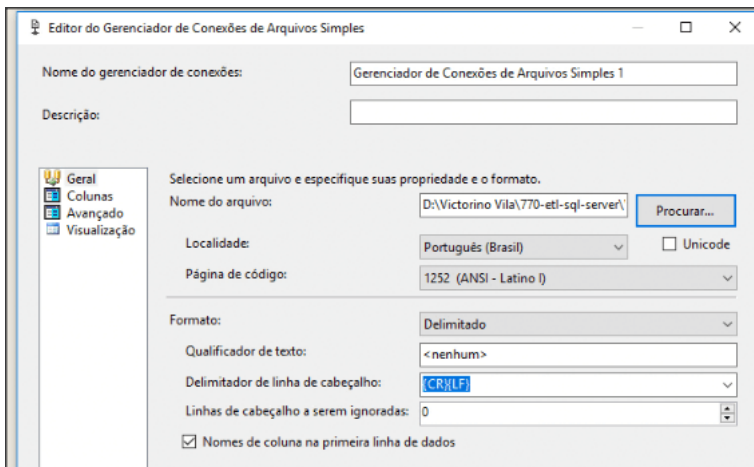 Editor do Gerenciador de Conexões de Arquivos Simples
Nome do gerenciador de conexões: Gerenciador de Conexões de Arquivos Simples 1
Descrição:
Geral
Colunas
Avançado
Visualização
Selecione um arquivo e especifique suas propriedade e o formato.
Nome do arquivo: D:\Victorino Vila\770-etl-sql-server\ Procurar...
Localidade: Português (Brasil) Unicode
Página de código: 1252 (ANSI - Latino I)
Formato: Delimitado
Qualificador de texto: <nenhum>
Delimitador de linha de cabeçalho: {CR}{LF}
Linhas de cabeçalho a serem ignoradas: 0
Nomes de coluna na primeira linha de dados